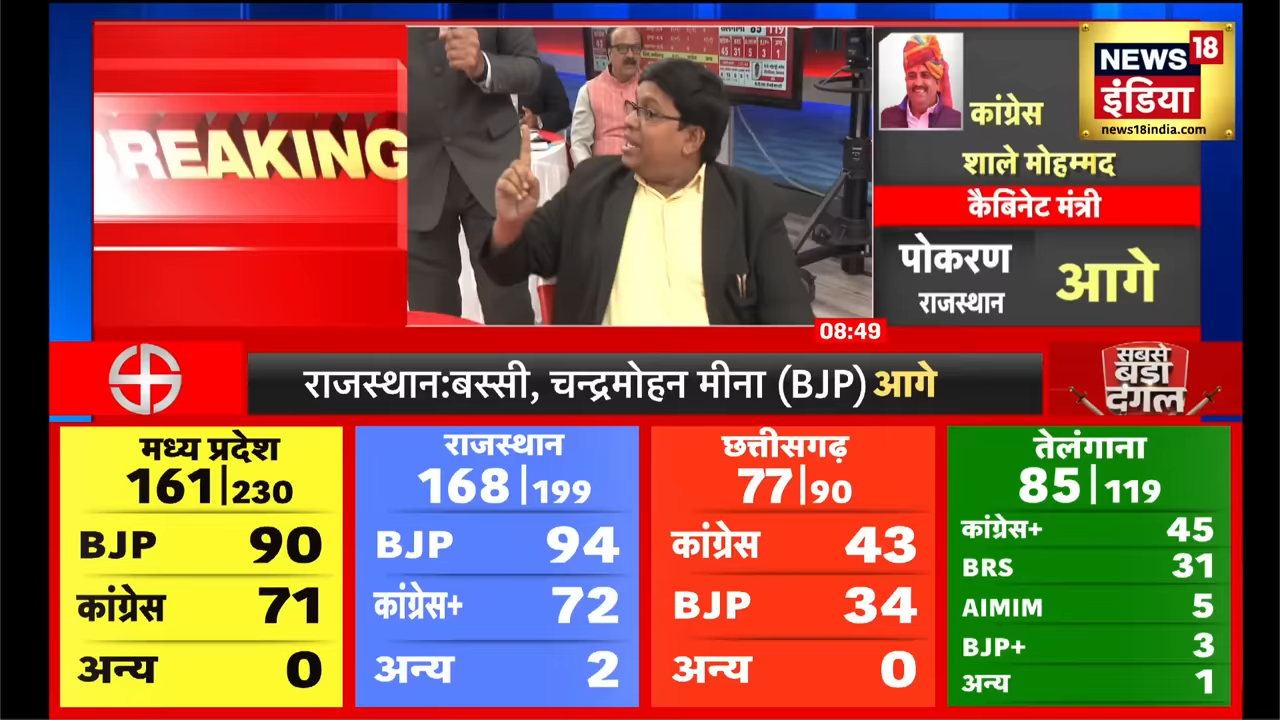 BREAKING
कांग्रेस
शाले मोहम्मद
कैबिनेट मंत्री
पोकरण
राजस्थान
आगे
NEWS 18
इंडिया
news18india.com
08:49
राजस्थान:बस्सी, चन्द्रमोहन मीना (BJP) आगे
सबसे
बड़ा
दंगल
मध्य प्रदेश
161|230
BJP 90
कांग्रेस 71
अन्य 0
राजस्थान
168|199
BJP 94
कांग्रेस+ 72
अन्य 2
छत्तीसगढ़
77|90
कांग्रेस 43
BJP 34
अन्य 0
तेलंगाना
85|119
कांग्रेस+ 45
BRS 31
AIMIM 5
BJP+ 3
अन्य 1